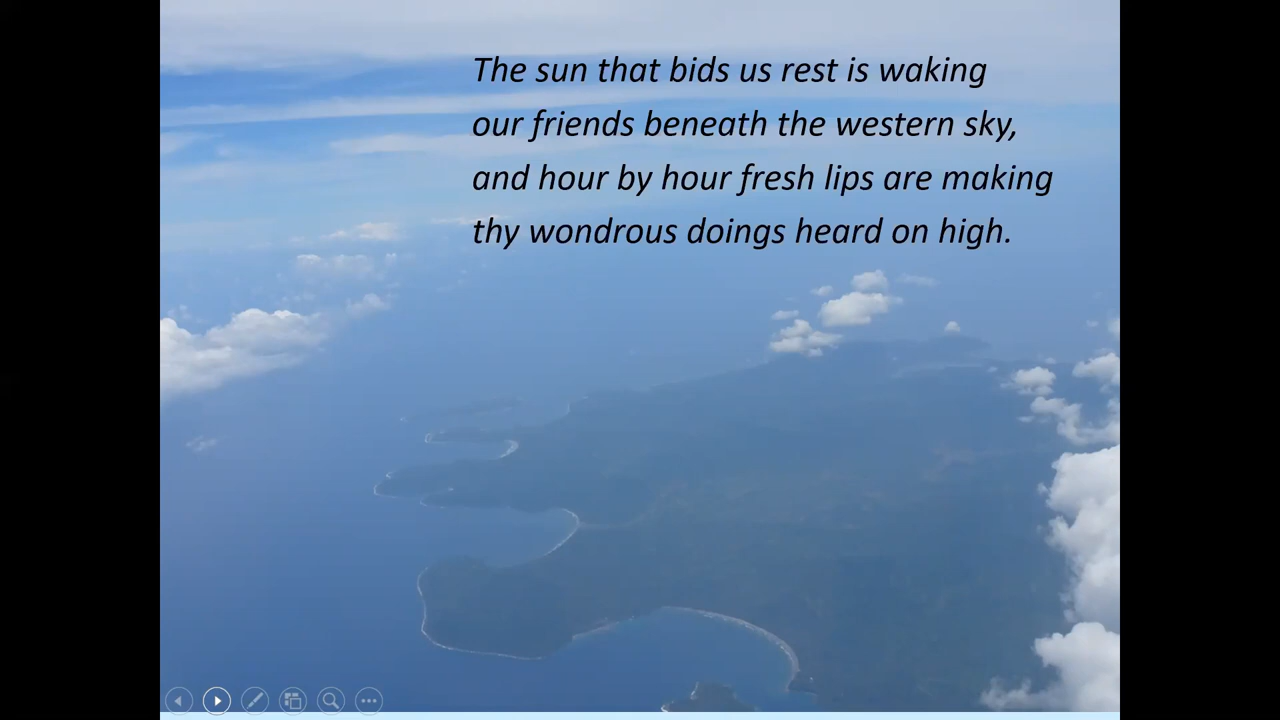 The sun that bids us rest is waking
our friends beneath the western sky,
and hour by hour fresh lips are making
thy wondrous doings heard on high.